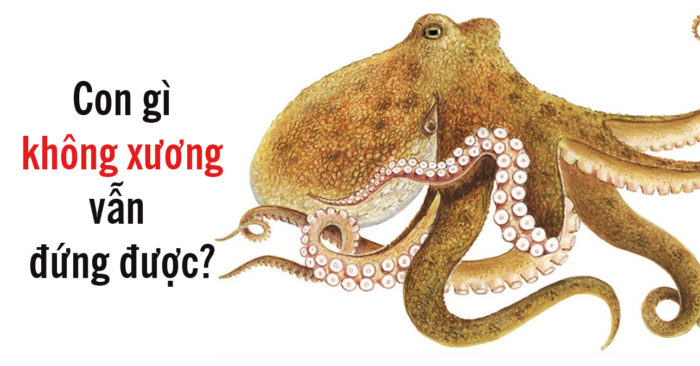 Con gì
không xương
vẫn
đứng được?